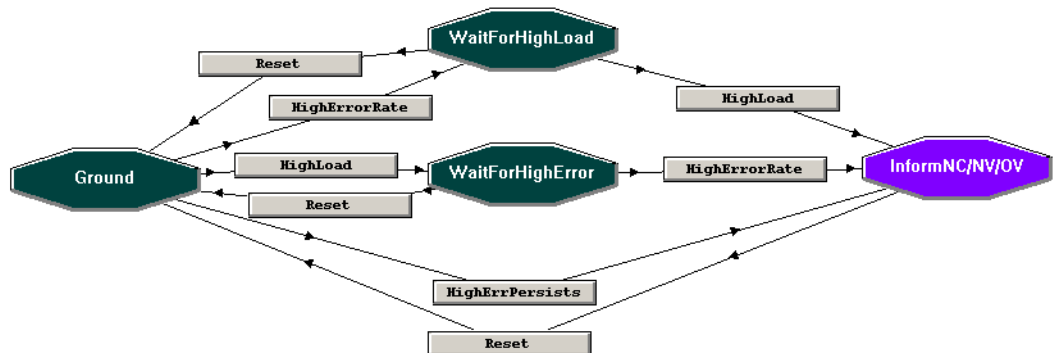 WaitForHighLoad
Reset
HighErrorRate
HighLoad
Ground
HighLoad
WaitForHighError
HighErrorRate
InformNC/NV/OV
Reset
HighErrPersists
Reset